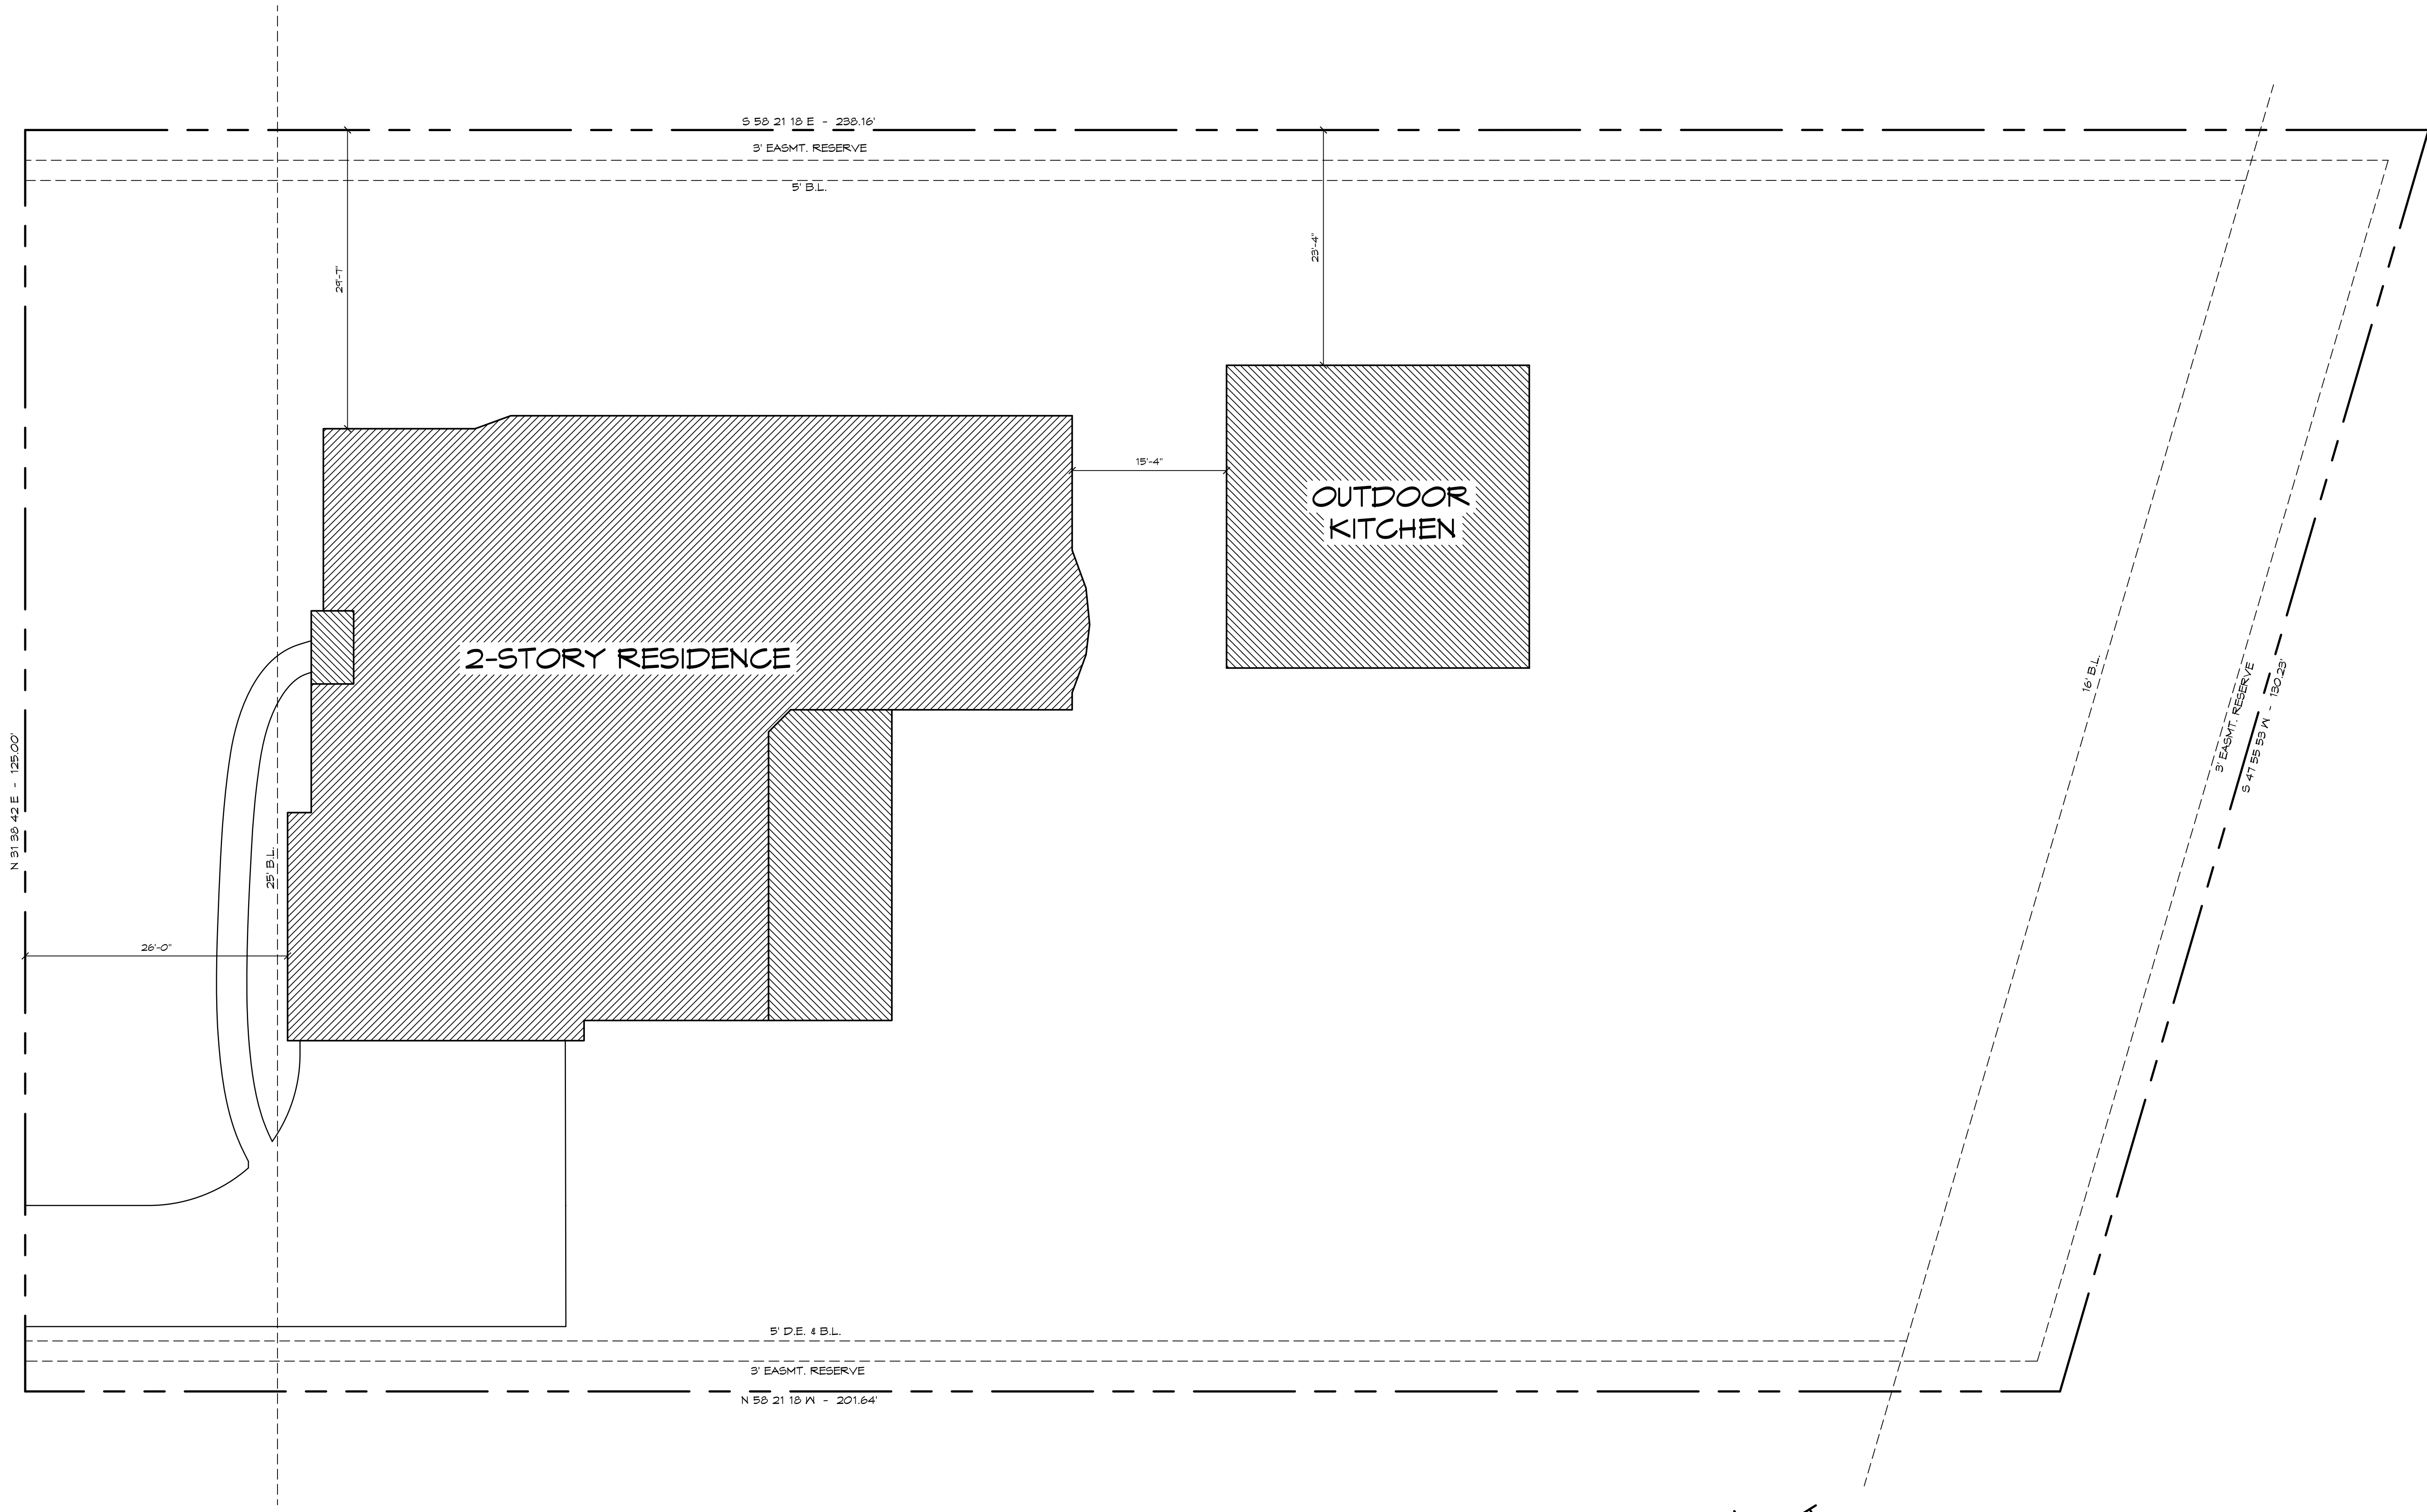 S 58 21 18 E - 238.16'
3' EASMT. RESERVE
5' B.L.
29'-7"
23'-4"
15'-4"
OUTDOOR
KITCHEN
2-STORY RESIDENCE
16' B.L.
3' EASMT. RESERVE
S 47 55 53 W - 130.23'
N 31 38 42 E - 125.00'
25' B.L.
26'-0"
5' D.E. & B.L.
3' EASMT. RESERVE
N 58 21 18 W - 201.64'